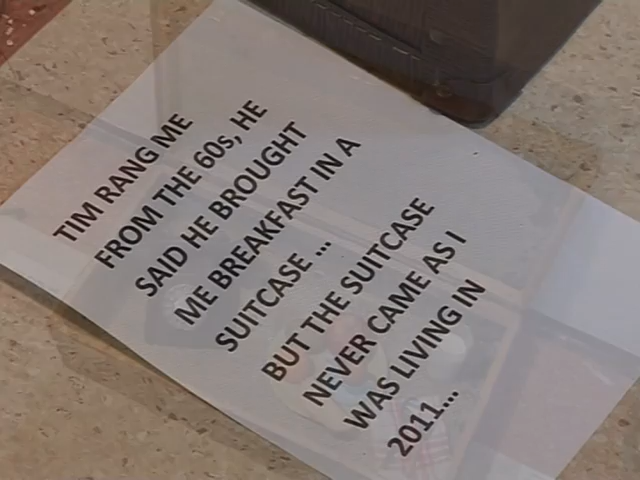 TIM RANG ME
FROM THE 60s, HE
SAID HE BROUGHT
ME BREAKFAST IN A
SUITCASE ...
BUT THE SUITCASE
NEVER CAME AS I
WAS LIVING IN
2011...